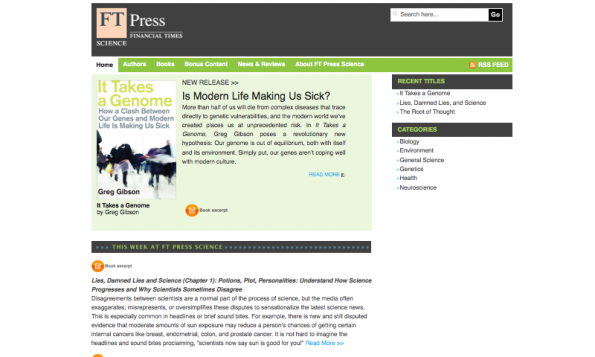 FT Press
FINANCIAL TIMES
SCIENCE
Search here...
Go
Home Authors Books Bonus Content News & Reviews About FT Press Science RSS FEED
It Takes
a Genome
How a Clash Between
Our Genes and Modern
Life Is Making Us Sick
Greg Gibson
It Takes a Genome
by Greg Gibson
NEW RELEASE >>
Is Modern Life Making Us Sick?
More than half of us will die from complex diseases that trace
directly to genetic vulnerabilities, and the modern world we've
created places us at unprecedented risk. In It Takes a
Genome, Greg Gibson poses a revolutionary new
hypothesis: Our genome is out of equilibrium, both with itself
and its environment. Simply put, our genes aren't coping well
with modern culture.
READ MORE
Book excerpt
RECENT TITLES
It Takes a Genome
Lies, Damned Lies, and Science
The Root of Thought
CATEGORIES
Biology
Environment
General Science
Genetics
Health
Neuroscience
THIS WEEK AT FT PRESS SCIENCE
Book excerpt
Lies, Damned Lies and Science (Chapter 1): Potions, Plot, Personalities: Understand How Science
Progresses and Why Scientists Sometimes Disagree
Disagreements between scientists are a normal part of the process of science, but the media often
exaggerates, misrepresents, or oversimplifies these disputes to sensationalize the latest science news.
This is especially common in headlines or brief sound bites. For example, there is new and still disputed
evidence that moderate amounts of sun exposure may reduce a person's chances of getting certain
internal cancers like breast, endometrial, colon, and prostate cancer. It is not hard to imagine the
headlines and sound bites proclaiming, "scientists now say sun is good for you!" Read More >>